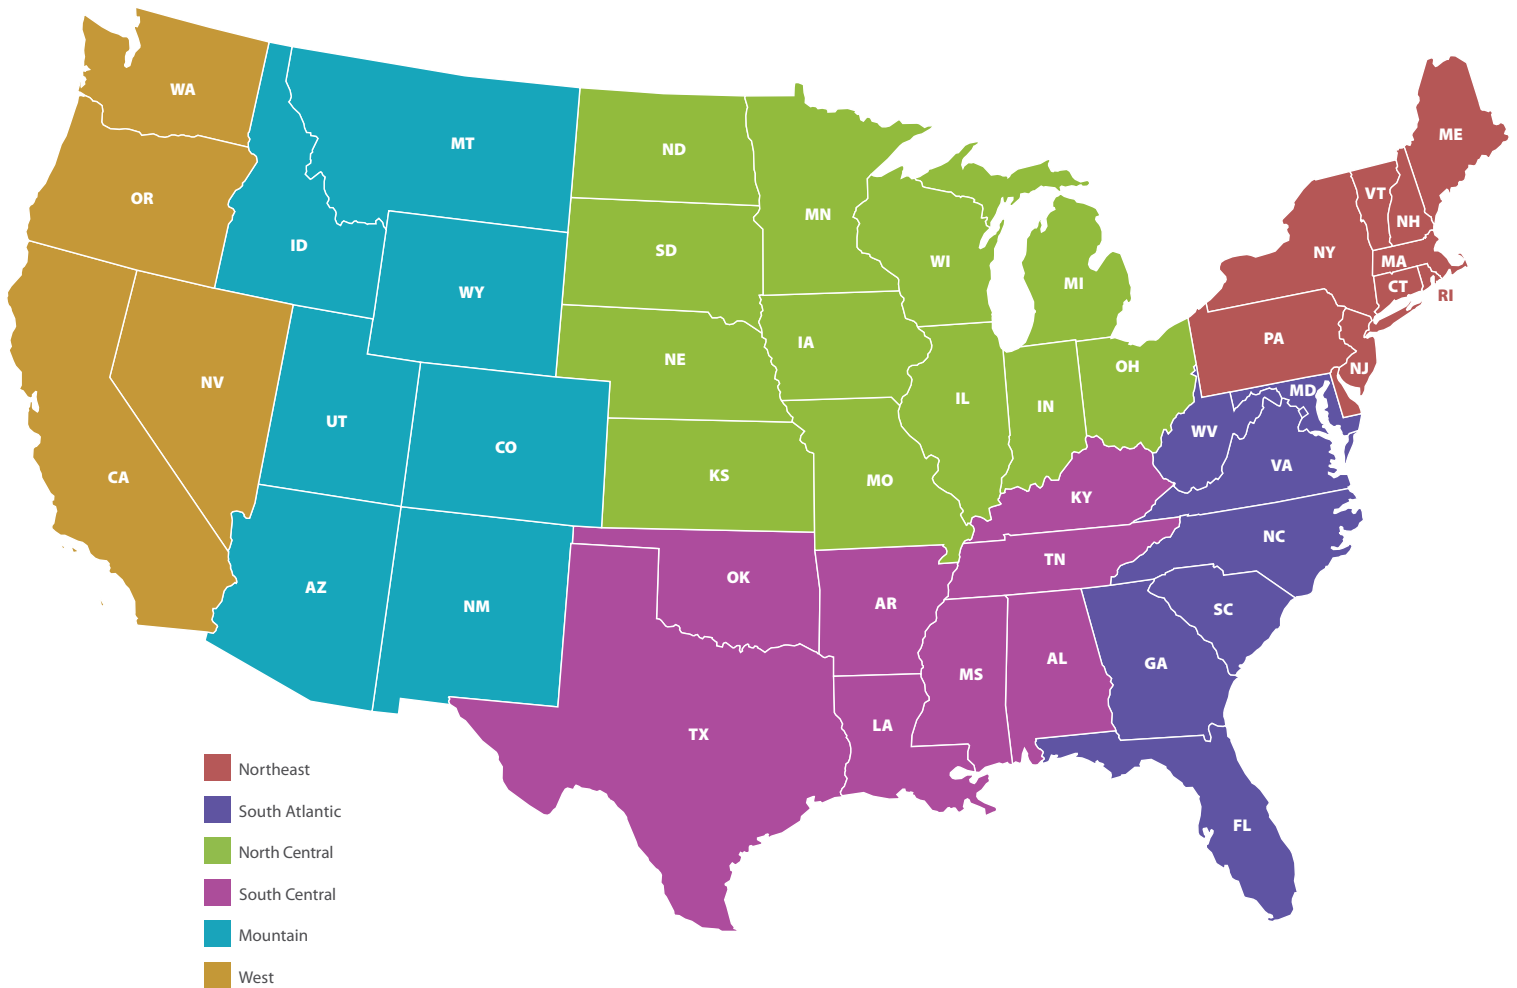 WA
OR
CA
NV
ID
MT
WY
UT
CO
AZ
NM
ND
SD
NE
KS
MN
IA
MO
WI
IL
MI
IN
OH
OK
TX
AR
LA
KY
TN
MS
AL
WV
VA
MD
NC
SC
GA
FL
PA
NY
NJ
VT
NH
ME
MA
CT
RI
Northeast
South Atlantic
North Central
South Central
Mountain
West